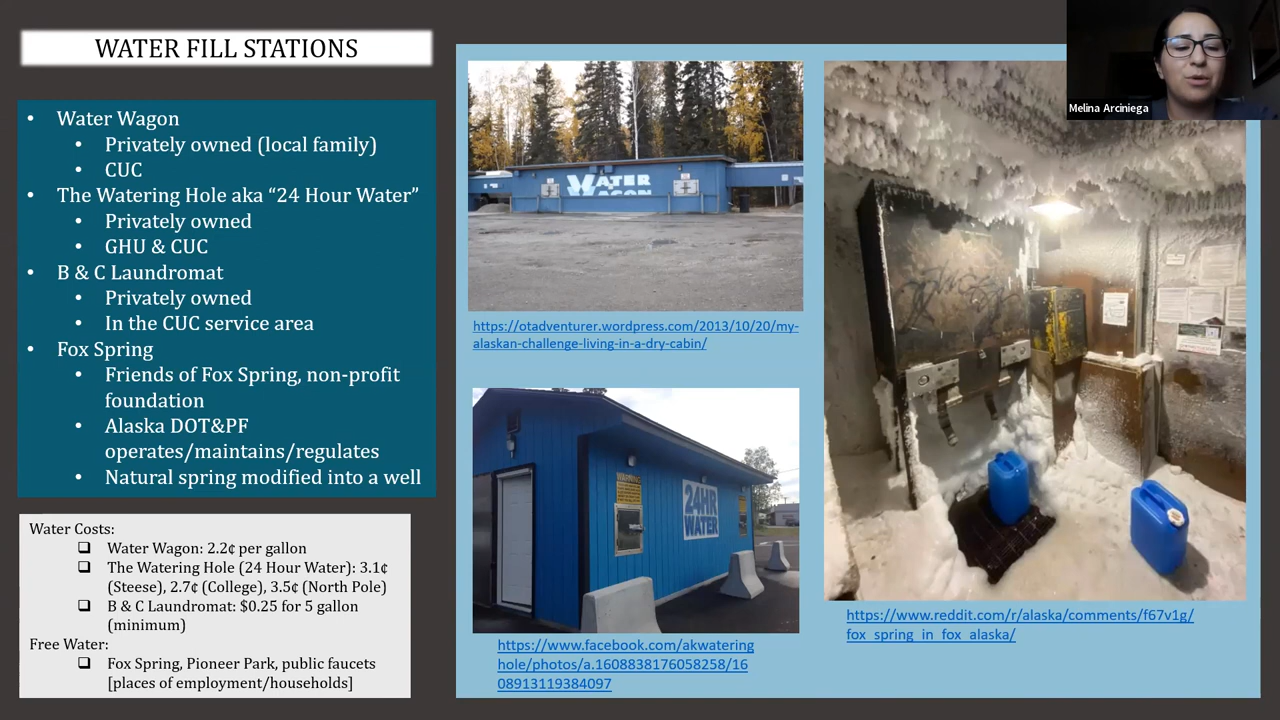 WATER FILL STATIONS
• Water Wagon
• Privately owned (local family)
• CUC
• The Watering Hole aka “24 Hour Water”
• Privately owned
• GHU & CUC
• B & C Laundromat
• Privately owned
• In the CUC service area
• Fox Spring
• Friends of Fox Spring, non-profit
foundation
• Alaska DOT&PF
operates/maintains/regulates
• Natural spring modified into a well
Water Costs:
❑ Water Wagon: 2.2¢ per gallon
❑ The Watering Hole (24 Hour Water): 3.1¢
(Steese), 2.7¢ (College), 3.5¢ (North Pole)
❑ B & C Laundromat: $0.25 for 5 gallon
(minimum)
Free Water:
❑ Fox Spring, Pioneer Park, public faucets
[places of employment/households]
WATER
WAGON
https://otadventurer.wordpress.com/2013/10/20/my-
alaskan-challenge-living-in-a-dry-cabin/
WARNING
24HR
WATER
https://www.facebook.com/akwatering
hole/photos/a.1608838176058258/16
08913119384097
Melina Arciniega
https://www.reddit.com/r/alaska/comments/f67v1g/
fox_spring_in_fox_alaska/